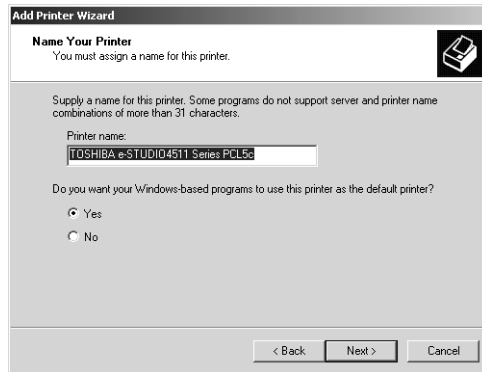 Add Printer Wizard
Name Your Printer
You must assign a name for this printer.
Supply a name for this printer. Some programs do not support server and printer name
combinations of more than 31 characters.
Printer name:
TOSHIBA e-STUDIO4511 Series PCL5c
Do you want your Windows-based programs to use this printer as the default printer?
Yes
No
< Back Next > Cancel